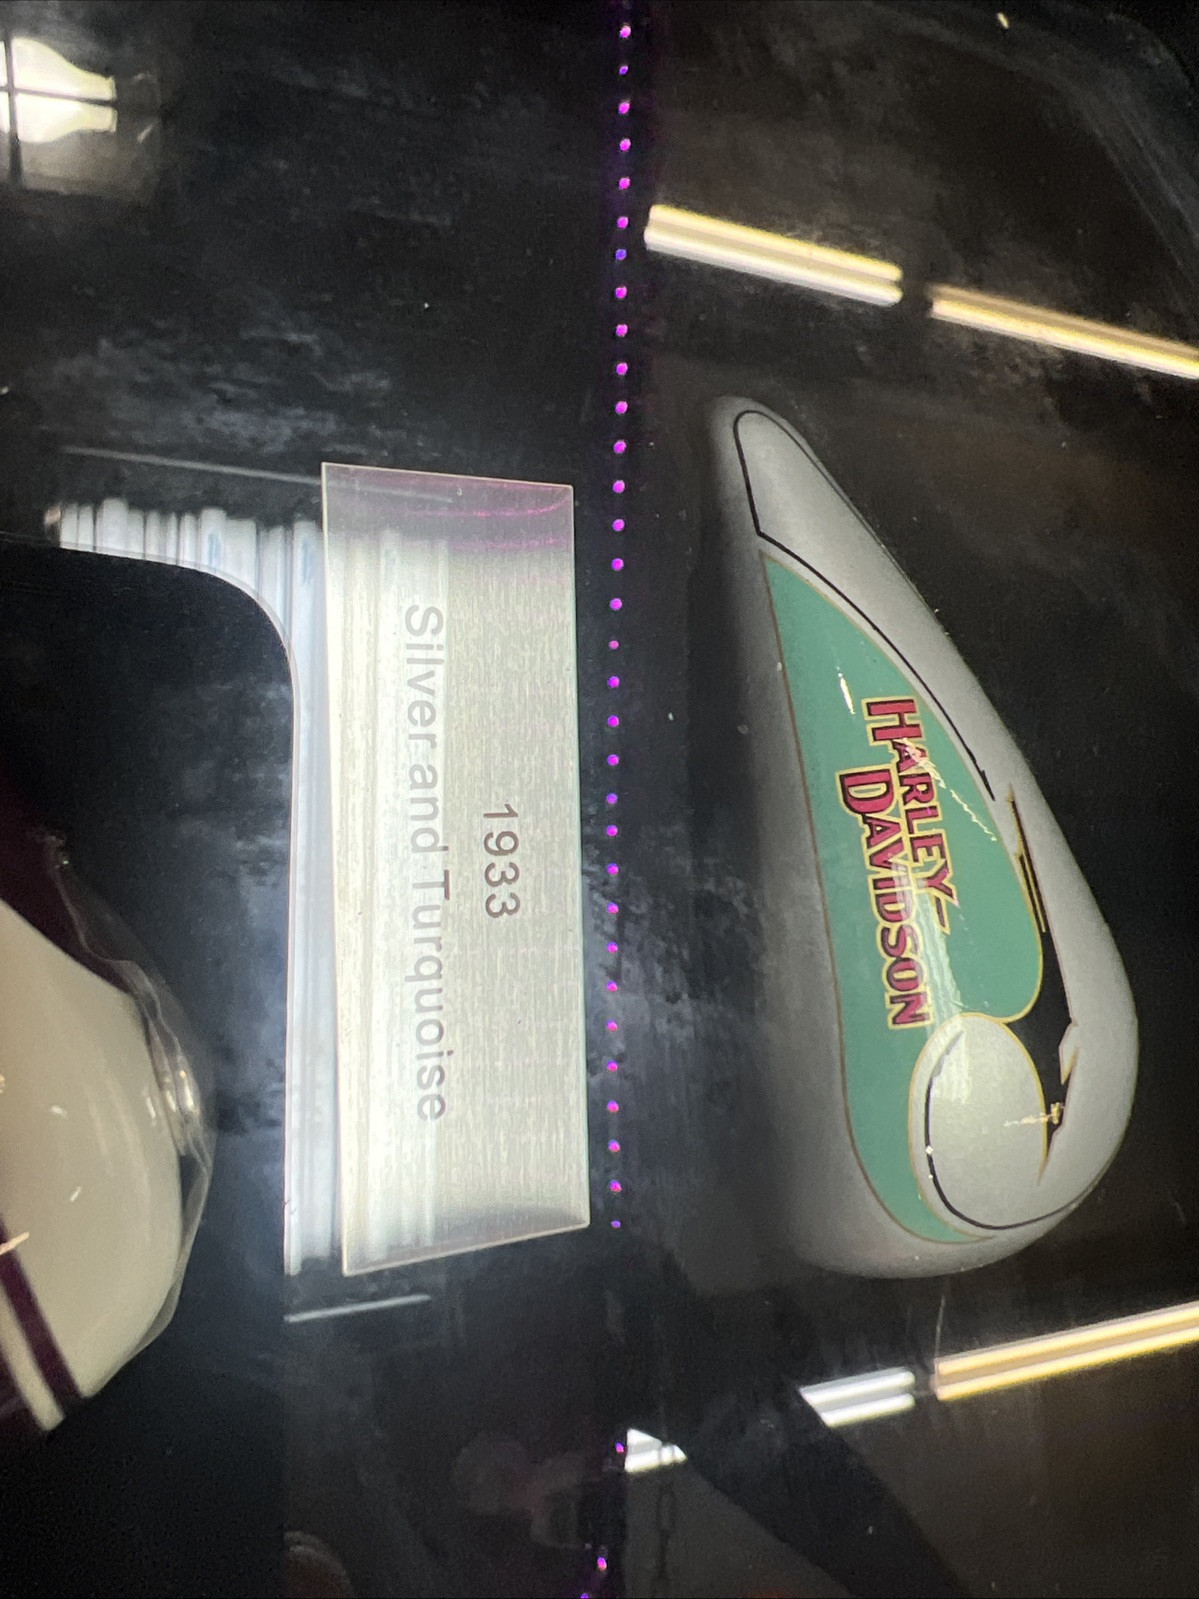 HARLEY-
DAVIDSON
1933
Silver and Turquoise